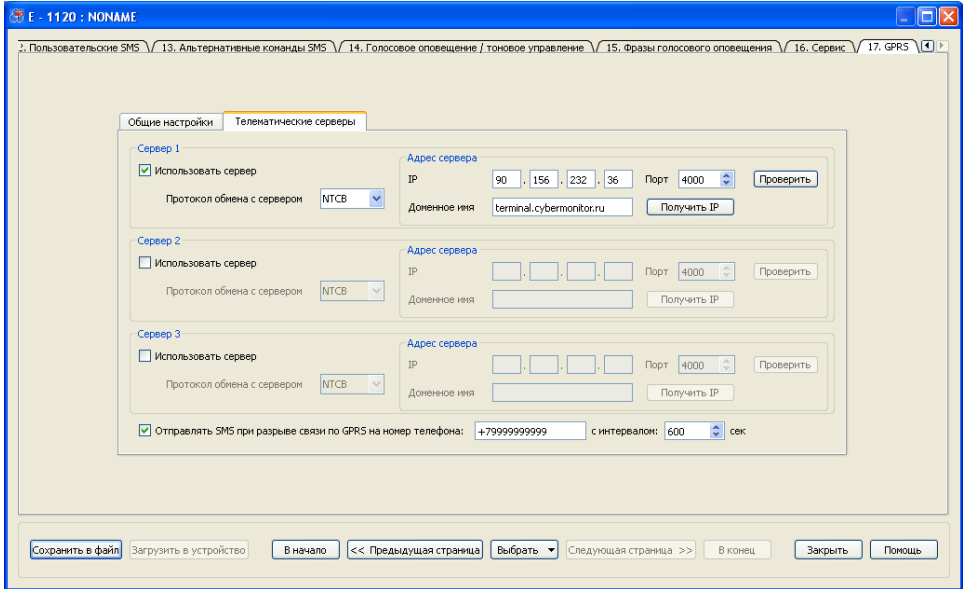 E - 1120 : NONAME
2. Пользовательские SMS 13. Альтернативные команды SMS 14. Голосовое оповещение / тоновое управление 15. Фразы голосового оповещения 16. Сервис 17. GPRS
Общие настройки Телематические серверы
Сервер 1
Адрес сервера
Использовать сервер IP 90 . 156 . 232 . 36 Порт 4000 Проверить
Протокол обмена с сервером NTCB Доменное имя terminal.cybermonitor.ru Получить IP
Сервер 2
Адрес сервера
Использовать сервер IP . . . Порт 4000 Проверить
Протокол обмена с сервером NTCB Доменное имя Получить IP
Сервер 3
Адрес сервера
Использовать сервер IP . . . Порт 4000 Проверить
Протокол обмена с сервером NTCB Доменное имя Получить IP
Отправлять SMS при разрыве связи по GPRS на номер телефона: +79999999999 с интервалом: 600 сек
Сохранить в файл Загрузить в устройство В начало << Предыдущая страница Выбрать Следующая страница >> В конец Закрыть Помощь